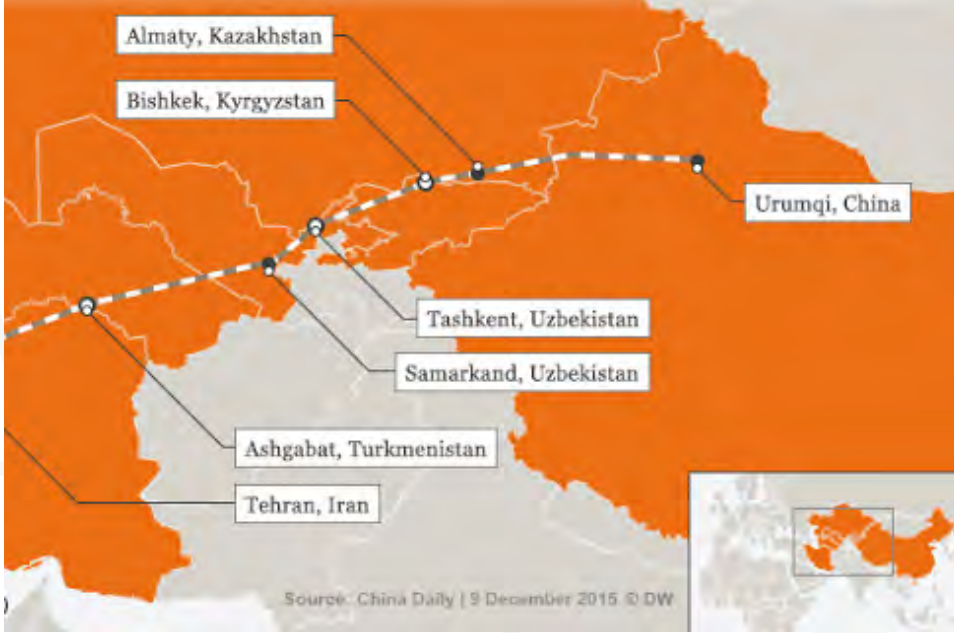 Almaty, Kazakhstan
Bishkek, Kyrgyzstan
Urumqi, China
Tashkent, Uzbekistan
Samarkand, Uzbekistan
Ashgabat, Turkmenistan
Tehran, Iran
Source: China Daily | 9 December 2015 © DW